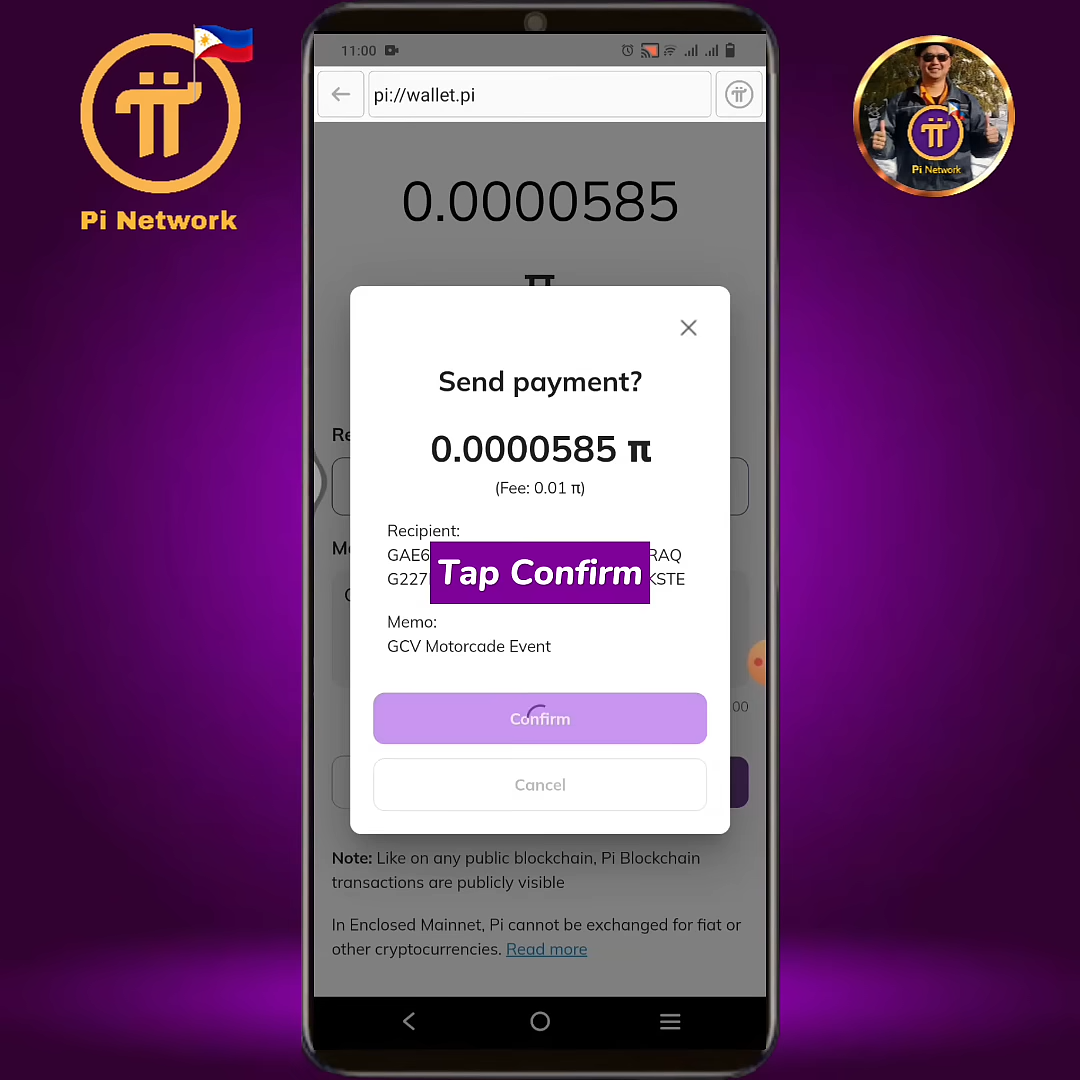 Pi Network
Pi Network
11:00
pi://wallet.pi
0.0000585
π
Send payment?
0.0000585 π
(Fee: 0.01 π)
Recipient:
GAE6 RAQ
G227 KSTE
Tap Confirm
Memo:
GCV Motorcade Event
Confirm
Cancel
Note: Like on any public blockchain, Pi Blockchain
transactions are publicly visible
In Enclosed Mainnet, Pi cannot be exchanged for fiat or
other cryptocurrencies. Read more